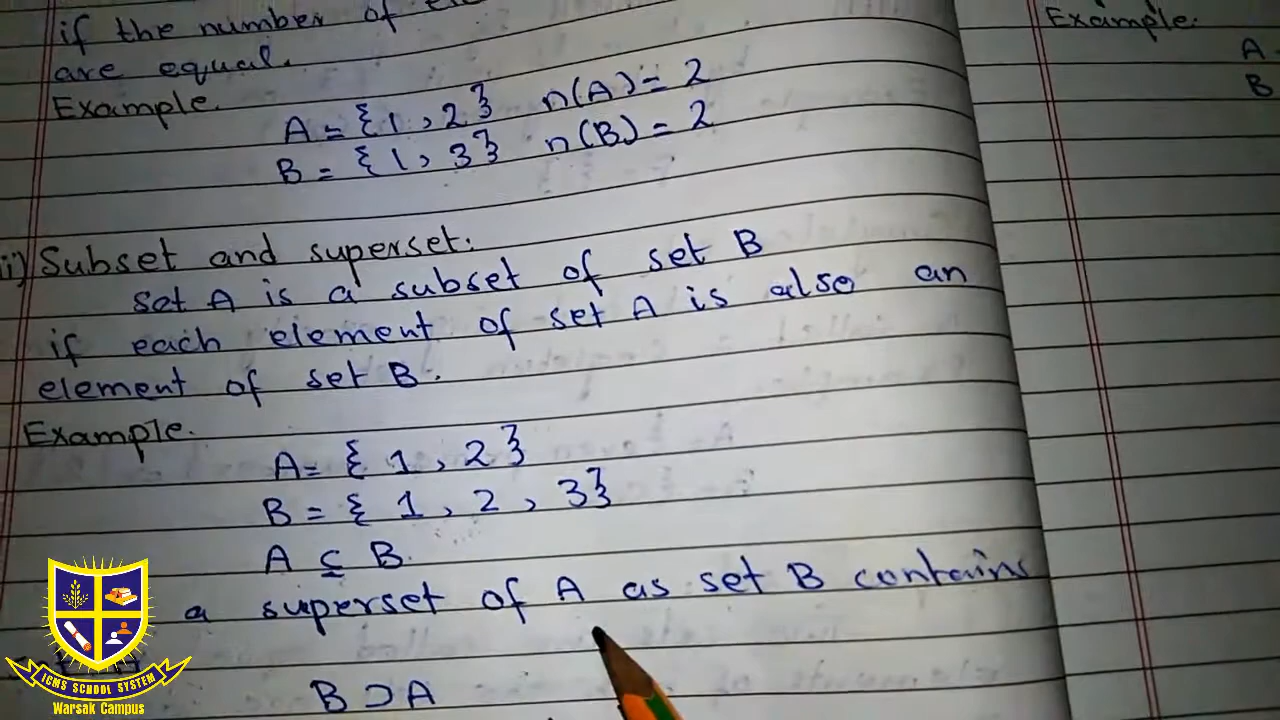 if the number of
are equal.
Example.
A = {1, 2} n(A) = 2
B = {1, 3} n(B) = 2
i) Subset and superset.
set A is a subset of set B
if each element of set A is also an
element of set B.
Example.
A = {1, 2}
B = {1, 2, 3}
A ⊆ B.
a superset of A as set B contains
B ⊃ A
Example.
A
B
ICMS SCHOOL SYSTEM
Warsak Campus